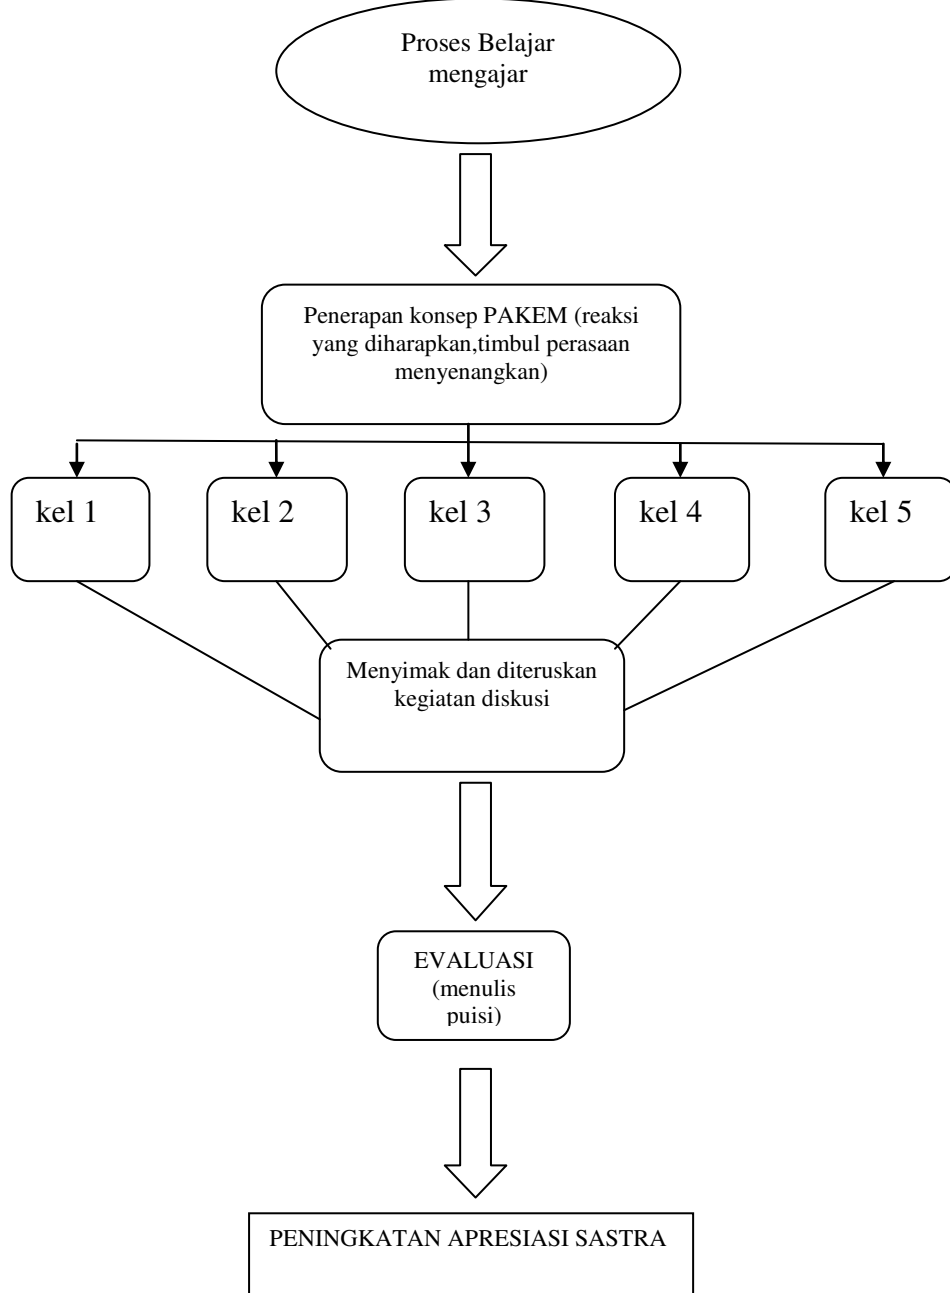 Proses Belajar
mengajar
Penerapan konsep PAKEM (reaksi
yang diharapkan,timbul perasaan
menyenangkan)
kel 1
kel 2
kel 3
kel 4
kel 5
Menyimak dan diteruskan
kegiatan diskusi
EVALUASI
(menulis
puisi)
PENINGKATAN APRESIASI SASTRA